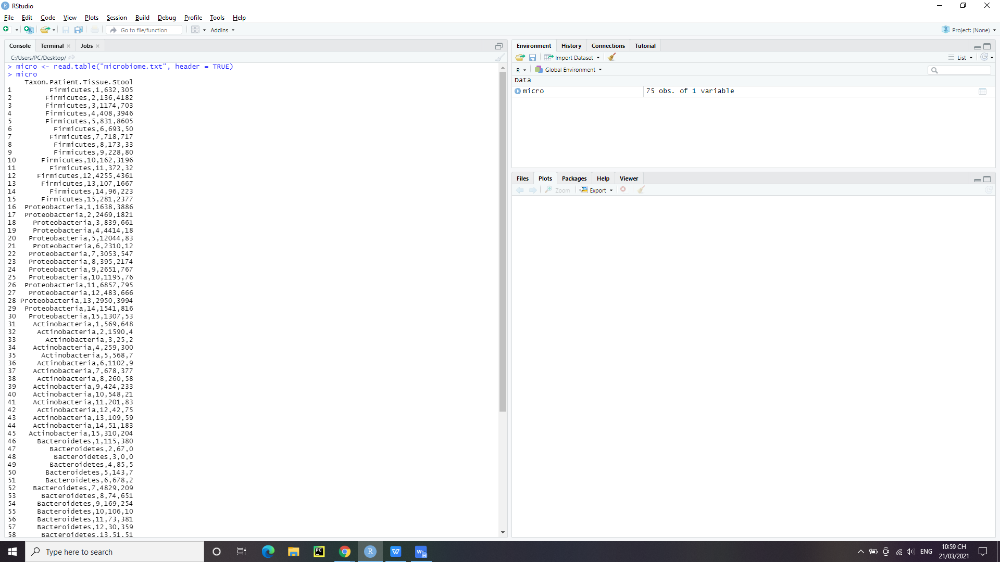 RStudio
File Edit Code View Plots Session Build Debug Profile Tools Help
Go to file/function Addins Project: (None)
Console Terminal Jobs
C:/Users/PC/Desktop/
> micro <- read.table("microbiome.txt", header = TRUE)
> micro
Taxon.Patient.Tissue.Stool
1 Firmicutes,1,632,305
2 Firmicutes,2,136,4182
3 Firmicutes,3,1174,703
4 Firmicutes,4,408,3946
5 Firmicutes,5,831,8605
6 Firmicutes,6,693,50
7 Firmicutes,7,718,717
8 Firmicutes,8,173,33
9 Firmicutes,9,228,80
10 Firmicutes,10,162,3196
11 Firmicutes,11,372,32
12 Firmicutes,12,4255,4361
13 Firmicutes,13,107,1667
14 Firmicutes,14,96,223
15 Firmicutes,15,281,2377
16 Proteobacteria,1,1638,3886
17 Proteobacteria,2,2469,1821
18 Proteobacteria,3,839,661
19 Proteobacteria,4,4414,18
20 Proteobacteria,5,12044,83
21 Proteobacteria,6,2310,12
22 Proteobacteria,7,3053,547
23 Proteobacteria,8,395,2174
24 Proteobacteria,9,2651,767
25 Proteobacteria,10,1195,76
26 Proteobacteria,11,6857,795
27 Proteobacteria,12,483,666
28 Proteobacteria,13,2950,3994
29 Proteobacteria,14,1541,816
30 Proteobacteria,15,1307,53
31 Actinobacteria,1,569,648
32 Actinobacteria,2,1590,4
33 Actinobacteria,3,25,2
34 Actinobacteria,4,259,300
35 Actinobacteria,5,568,7
36 Actinobacteria,6,1102,9
37 Actinobacteria,7,678,377
38 Actinobacteria,8,260,58
39 Actinobacteria,9,424,233
40 Actinobacteria,10,548,21
41 Actinobacteria,11,201,83
42 Actinobacteria,12,42,75
43 Actinobacteria,13,109,59
44 Actinobacteria,14,51,183
45 Actinobacteria,15,310,204
46 Bacteroidetes,1,115,380
47 Bacteroidetes,2,67,0
48 Bacteroidetes,3,0,0
49 Bacteroidetes,4,85,5
50 Bacteroidetes,5,143,7
51 Bacteroidetes,6,678,2
52 Bacteroidetes,7,4829,209
53 Bacteroidetes,8,74,651
54 Bacteroidetes,9,169,254
55 Bacteroidetes,10,106,10
56 Bacteroidetes,11,73,381
57 Bacteroidetes,12,30,359
58 Bacteroidetes,13,51,51
Environment History Connections Tutorial
Import Dataset List
R Global Environment
Data
micro 75 obs. of 1 variable
Files Plots Packages Help Viewer
Zoom Export
Type here to search
ENG
10:59 CH
21/03/2021